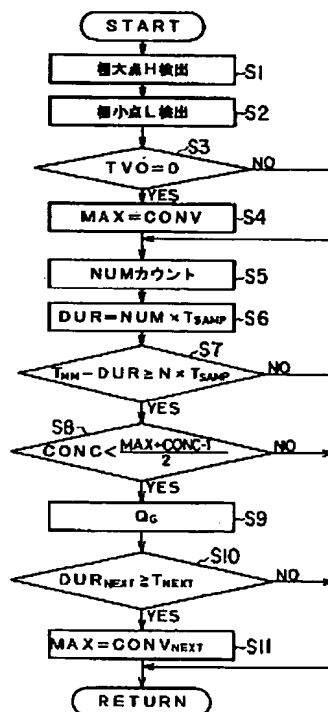 START
極大点H検出
S1
極小点L検出
S2
S3
TVO=0
NO
YES
MAX=CONV
S4
NUMカウント
S5
DUR=NUM×TSAMP
S6
S7
TMM-DUR≧N×TSAMP
NO
YES
S8
CONC<(MAX+CONC-1)/2
NO
YES
QG
S9
S10
DURNEXT≧TNEXT
NO
YES
MAX=CONVNEXT
S11
RETURN